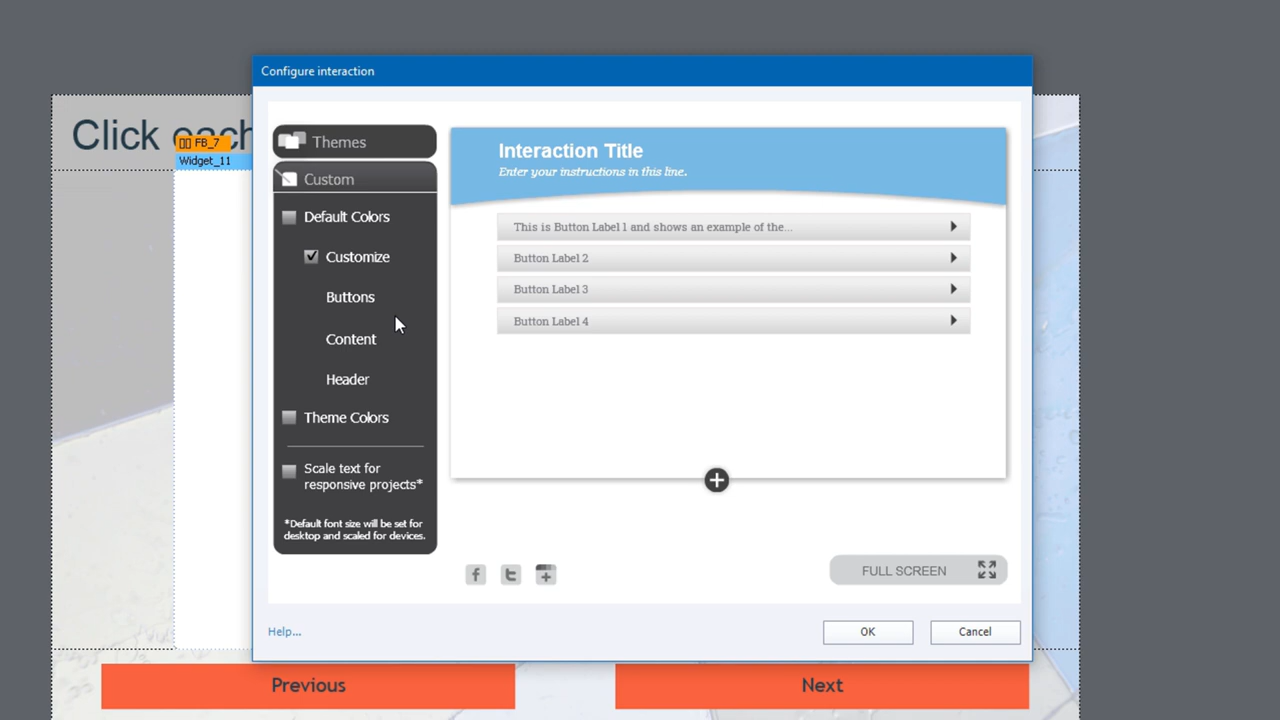 Configure interaction
Click each
FB_7
Widget_11
Themes
Custom
Default Colors
Customize
Buttons
Content
Header
Theme Colors
Scale text for
responsive projects*
*Default font size will be set for
desktop and scaled for devices.
Interaction Title
Enter your instructions in this line.
This is Button Label 1 and shows an example of the...
Button Label 2
Button Label 3
Button Label 4
FULL SCREEN
Help...
OK
Cancel
Previous
Next